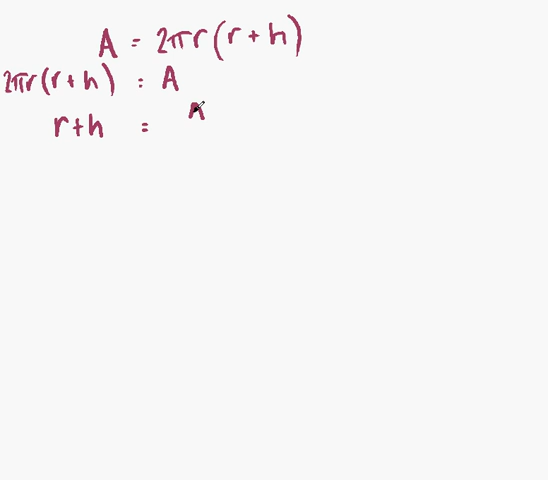 A = 2πr(r+h)
2πr(r+h) = A
r+h = A